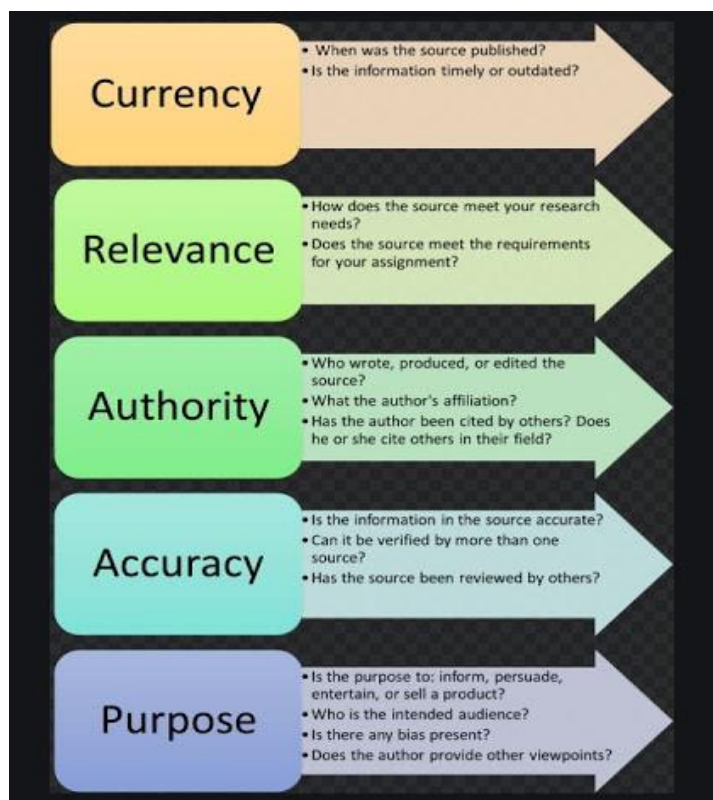 Currency
• When was the source published?
• Is the information timely or outdated?
Relevance
• How does the source meet your research
needs?
• Does the source meet the requirements
for your assignment?
Authority
• Who wrote, produced, or edited the
source?
• What the author's affiliation?
• Has the author been cited by others? Does
he or she cite others in their field?
Accuracy
• Is the information in the source accurate?
• Can it be verified by more than one
source?
• Has the source been reviewed by others?
Purpose
• Is the purpose to: inform, persuade,
entertain, or sell a product?
• Who is the intended audience?
• Is there any bias present?
• Does the author provide other viewpoints?